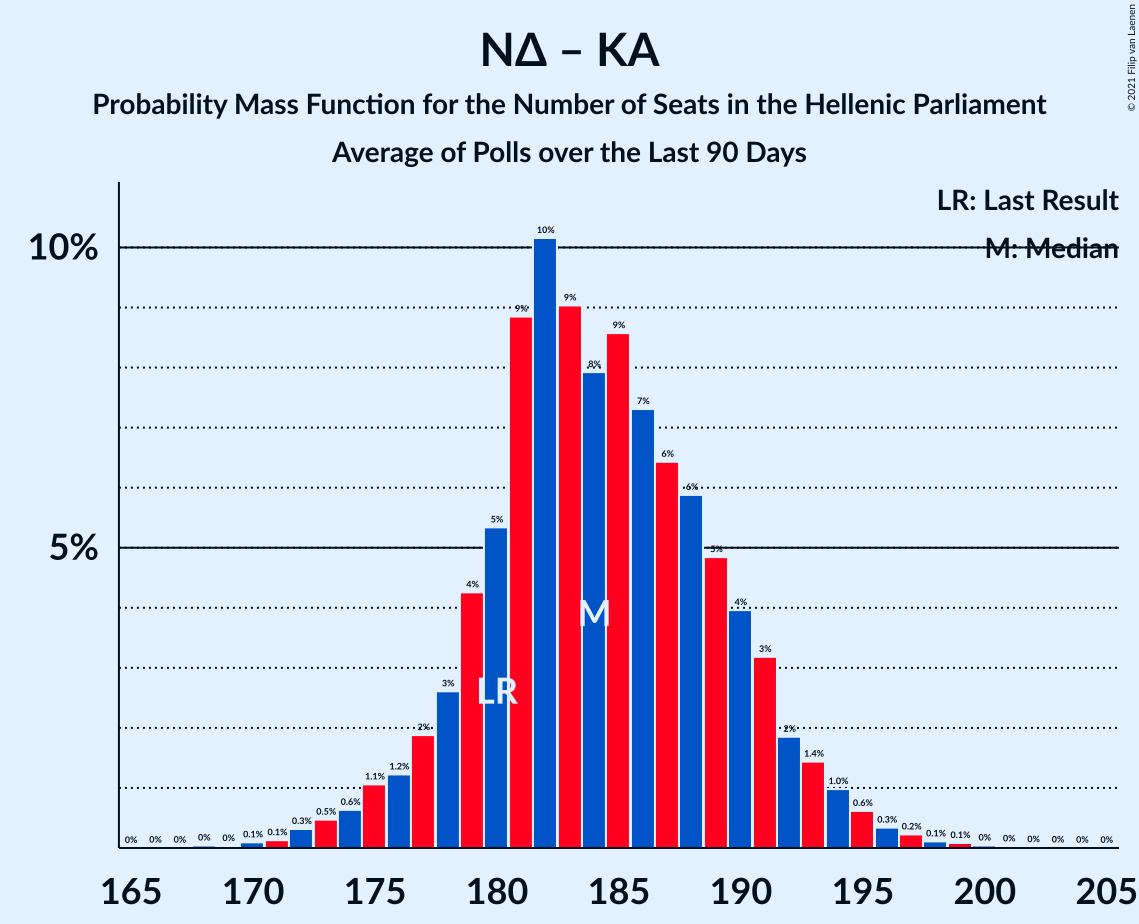 ΝΔ – ΚΑ
Probability Mass Function for the Number of Seats in the Hellenic Parliament
Average of Polls over the Last 90 Days
© 2021 Filip van Laenen
LR: Last Result
M: Median
10%
5%
0% 0% 0% 0% 0% 0.1% 0.1% 0.3% 0.5% 0.6% 1.1% 1.2% 2% 3% 4% 5% 9% 10% 9% 8% 9% 7% 6% 6% 5% 4% 3% 2% 1.4% 1.0% 0.6% 0.3% 0.2% 0.1% 0.1% 0% 0% 0% 0% 0% 0%
M
LR
165 170 175 180 185 190 195 200 205